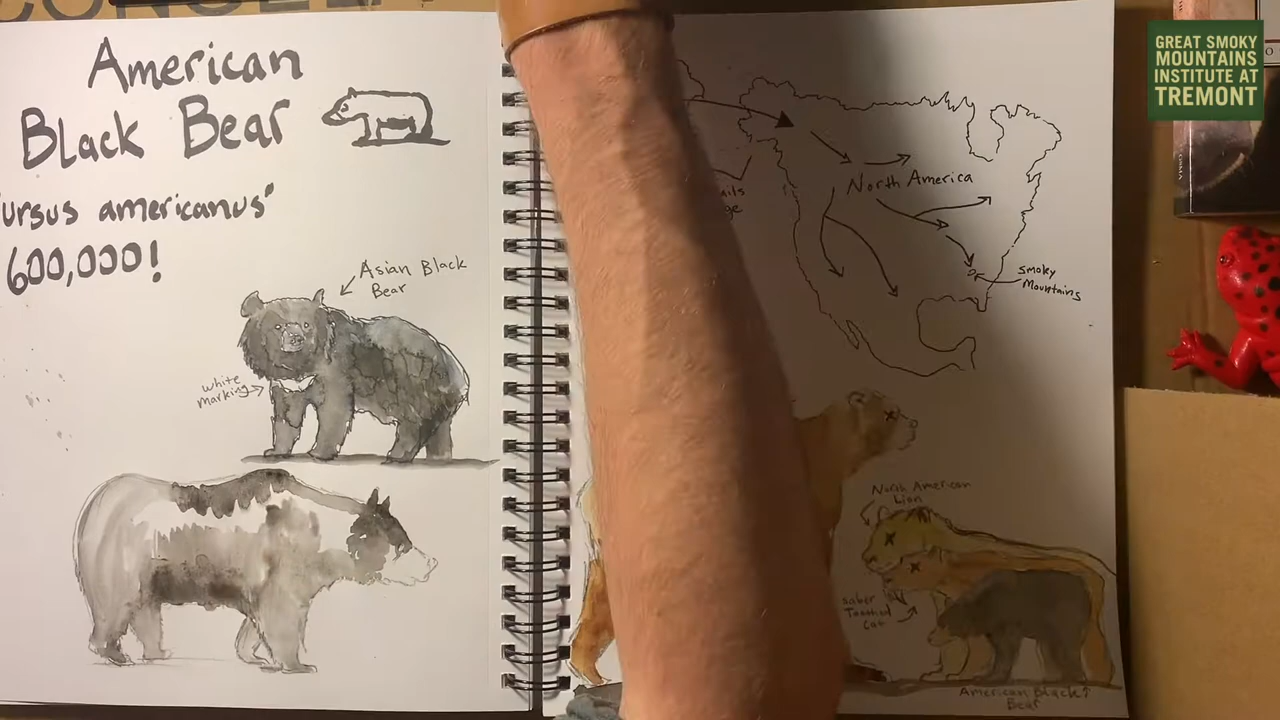 American
Black Bear
ursus americanus"
600,000!
Asian Black
Bear
white
marking
North America
Smoky
Mountains
North American
Lion
Saber
Toothed
Cat
American Black
Bear
GREAT SMOKY
MOUNTAINS
INSTITUTE AT
TREMONT